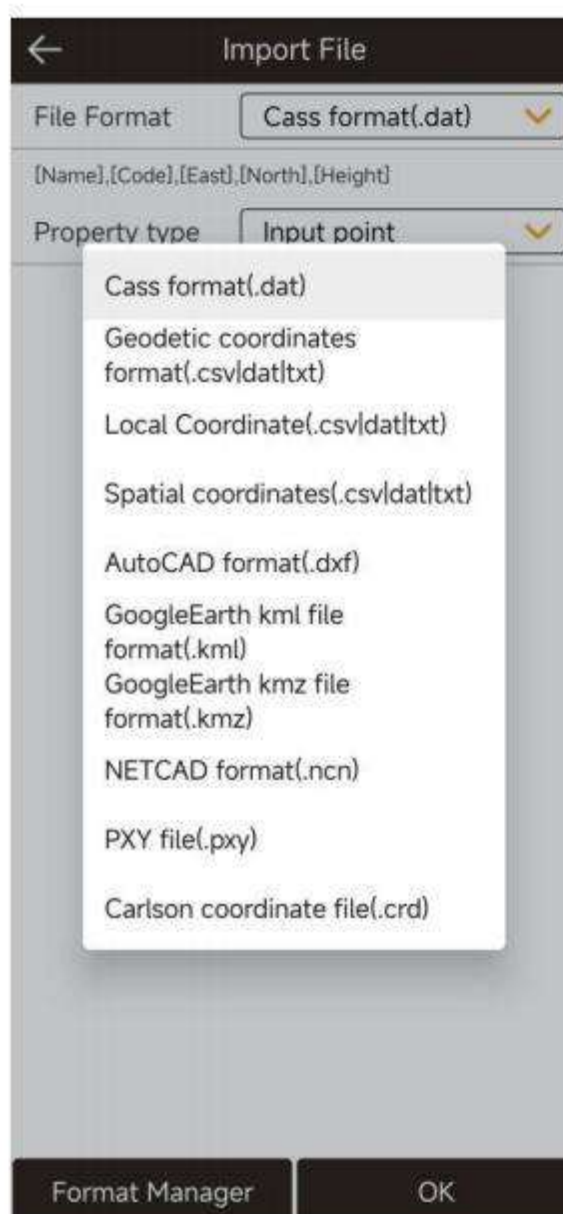 Import File
File Format
Cass format(.dat)
[Name],[Code],[East],[North],[Height]
Property type
Input point
Cass format(.dat)
Geodetic coordinates
format(.csv|dat|txt)
Local Coordinate(.csv|dat|txt)
Spatial coordinates(.csv|dat|txt)
AutoCAD format(.dxf)
GoogleEarth kml file
format(.kml)
GoogleEarth kmz file
format(.kmz)
NETCAD format(.ncn)
PXY file(.pxy)
Carlson coordinate file(.crd)
Format Manager
OK